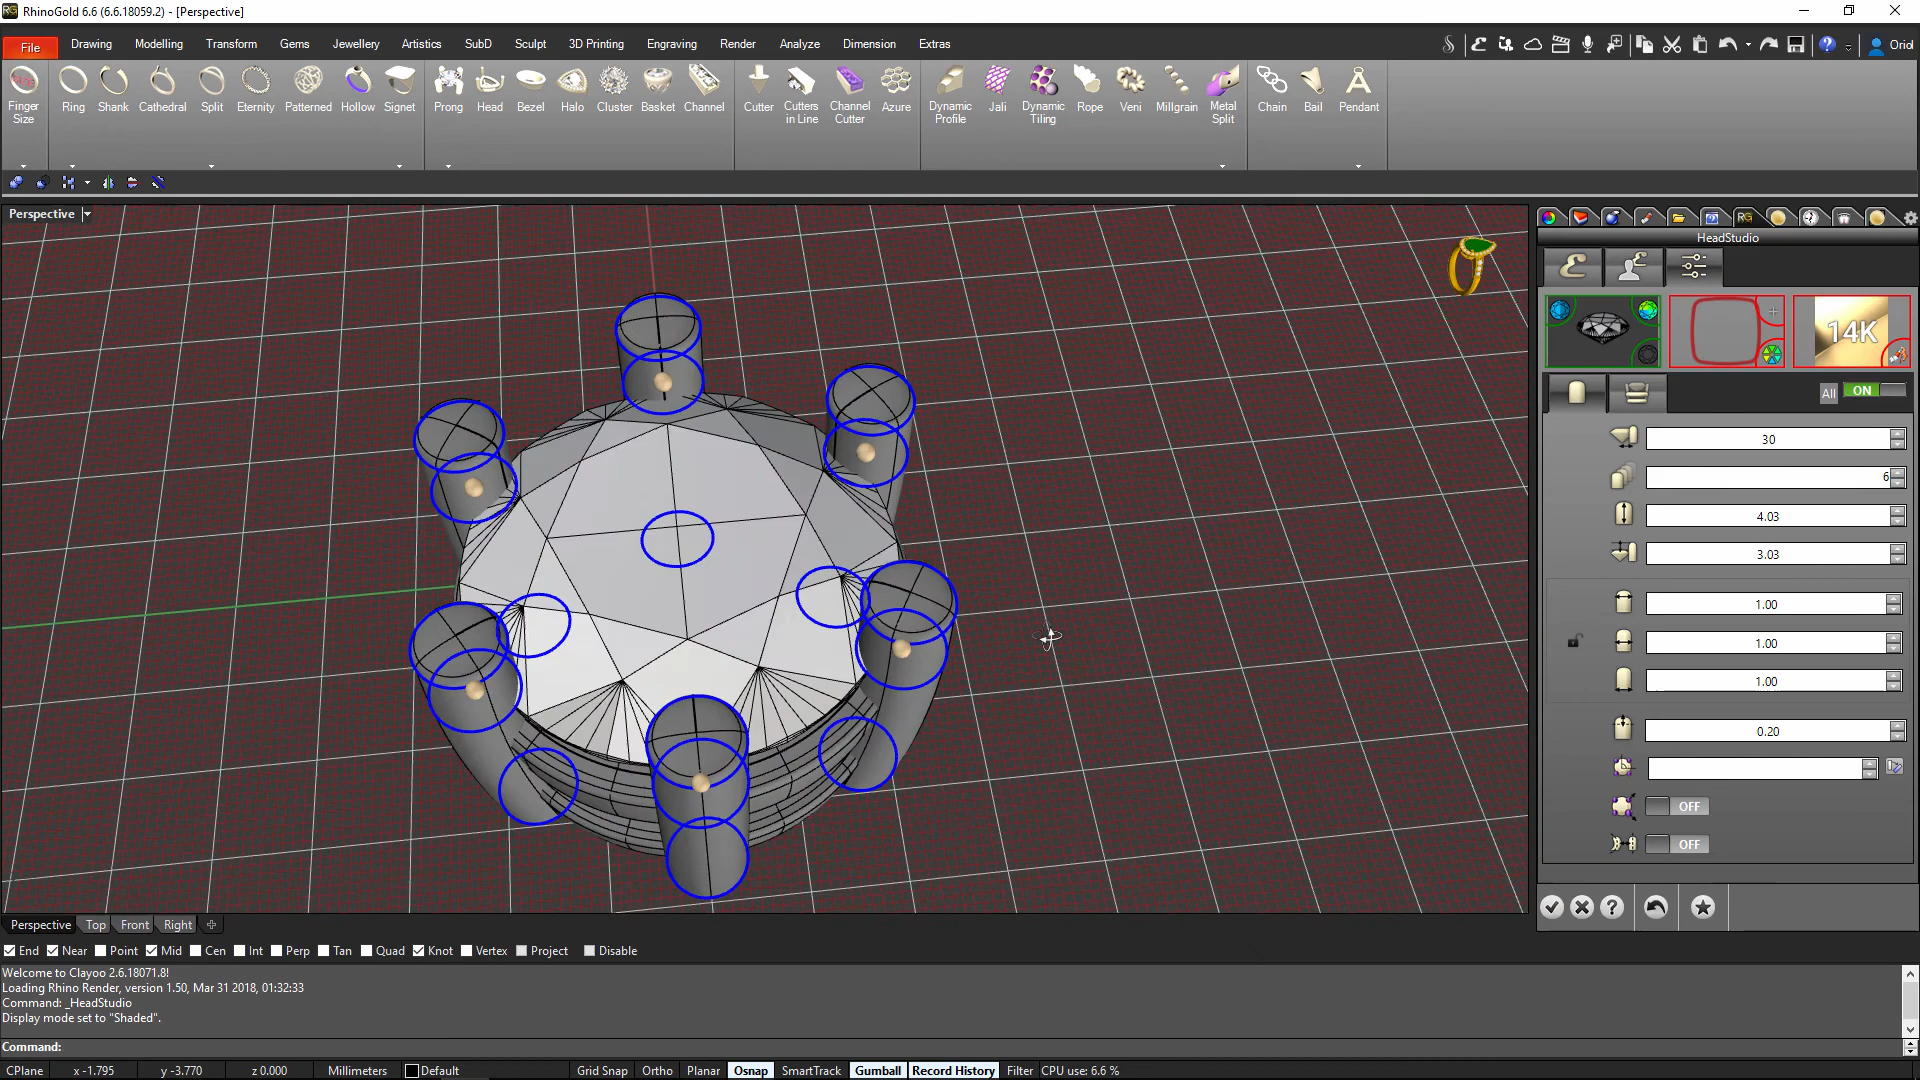 RhinoGold 6.6 (6.6.18059.2) - [Perspective]
File Drawing Modelling Transform Gems Jewellery Artistics SubD Sculpt 3D Printing Engraving Render Analyze Dimension Extras Oriol
Finger Size Ring Shank Cathedral Split Eternity Patterned Hollow Signet Prong Head Bezel Halo Cluster Basket Channel Cutter Cutters in Line Channel Cutter Azure Dynamic Profile Jali Dynamic Tiling Rope Veni Millgrain Metal Split Chain Bail Pendant
Perspective
HeadStudio
14K
All ON
30
6
4.03
3.03
1.00
1.00
1.00
0.20
OFF
OFF
Perspective Top Front Right
End Near Point Mid Cen Int Perp Tan Quad Knot Vertex Project Disable
Welcome to Clayoo 2.6.18071.8!
Loading Rhino Render, version 1.50, Mar 31 2018, 01:32:33
Command: _HeadStudio
Display mode set to "Shaded".
Command:
CPlane x -1.795 y -3.770 z 0.000 Millimeters Default Grid Snap Ortho Planar Osnap SmartTrack Gumball Record History Filter CPU use: 6.6 %